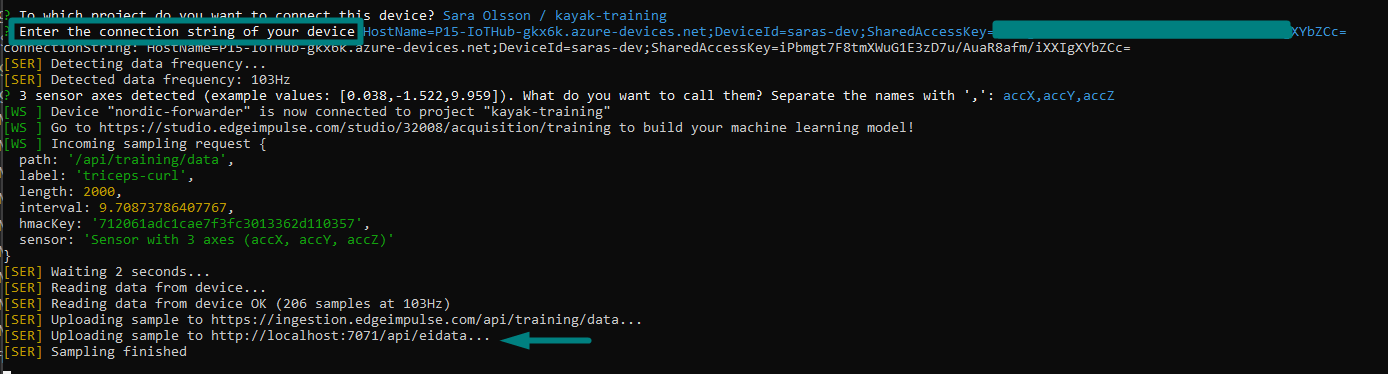 ? To which project do you want to connect this device? Sara Olsson / kayak-training
? Enter the connection string of your device HostName=P15-IoTHub-gkx6k.azure-devices.net;DeviceId=saras-dev;SharedAccessKey= XYbZCc=
connectionString: HostName=P15-IoTHub-gkx6k.azure-devices.net;DeviceId=saras-dev;SharedAccessKey=iPbmgt7F8tmXWuG1E3zD7u/AuaR8afm/iXXIgXYbZCc=
[SER] Detecting data frequency...
[SER] Detected data frequency: 103Hz
? 3 sensor axes detected (example values: [0.038,-1.522,9.959]). What do you want to call them? Separate the names with ',': accX,accY,accZ
[WS ] Device "nordic-forwarder" is now connected to project "kayak-training"
[WS ] Go to https://studio.edgeimpulse.com/studio/32008/acquisition/training to build your machine learning model!
[WS ] Incoming sampling request {
path: '/api/training/data',
label: 'triceps-curl',
length: 2000,
interval: 9.70873786407767,
hmacKey: '712061adc1cae7f3fc3013362d110357',
sensor: 'Sensor with 3 axes (accX, accY, accZ)'
}
[SER] Waiting 2 seconds...
[SER] Reading data from device...
[SER] Reading data from device OK (206 samples at 103Hz)
[SER] Uploading sample to https://ingestion.edgeimpulse.com/api/training/data...
[SER] Uploading sample to http://localhost:7071/api/eidata...
[SER] Sampling finished